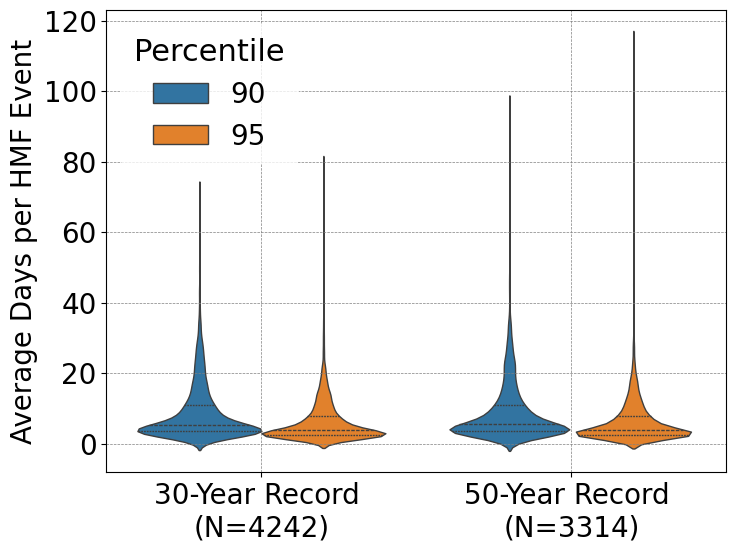 Average Days per HMF Event
120
100
80
60
40
20
0
Percentile
90
95
30-Year Record
(N=4242)
50-Year Record
(N=3314)